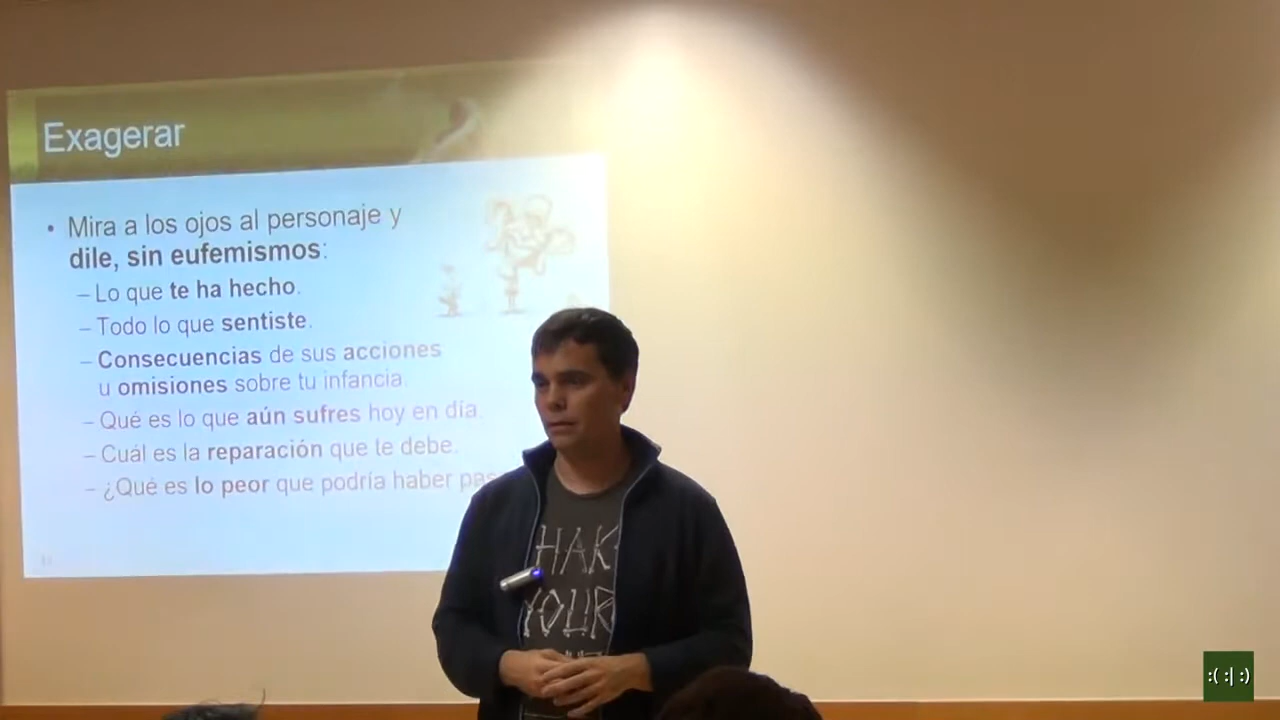 Exagerar
• Mira a los ojos al personaje y
dile, sin eufemismos:
– Lo que te ha hecho.
– Todo lo que sentiste.
– Consecuencias de sus acciones
u omisiones sobre tu infancia.
– Qué es lo que aún sufres hoy en día.
– Cuál es la reparación que te debe.
– ¿Qué es lo peor que podría haber
YOUR
:( :| :)